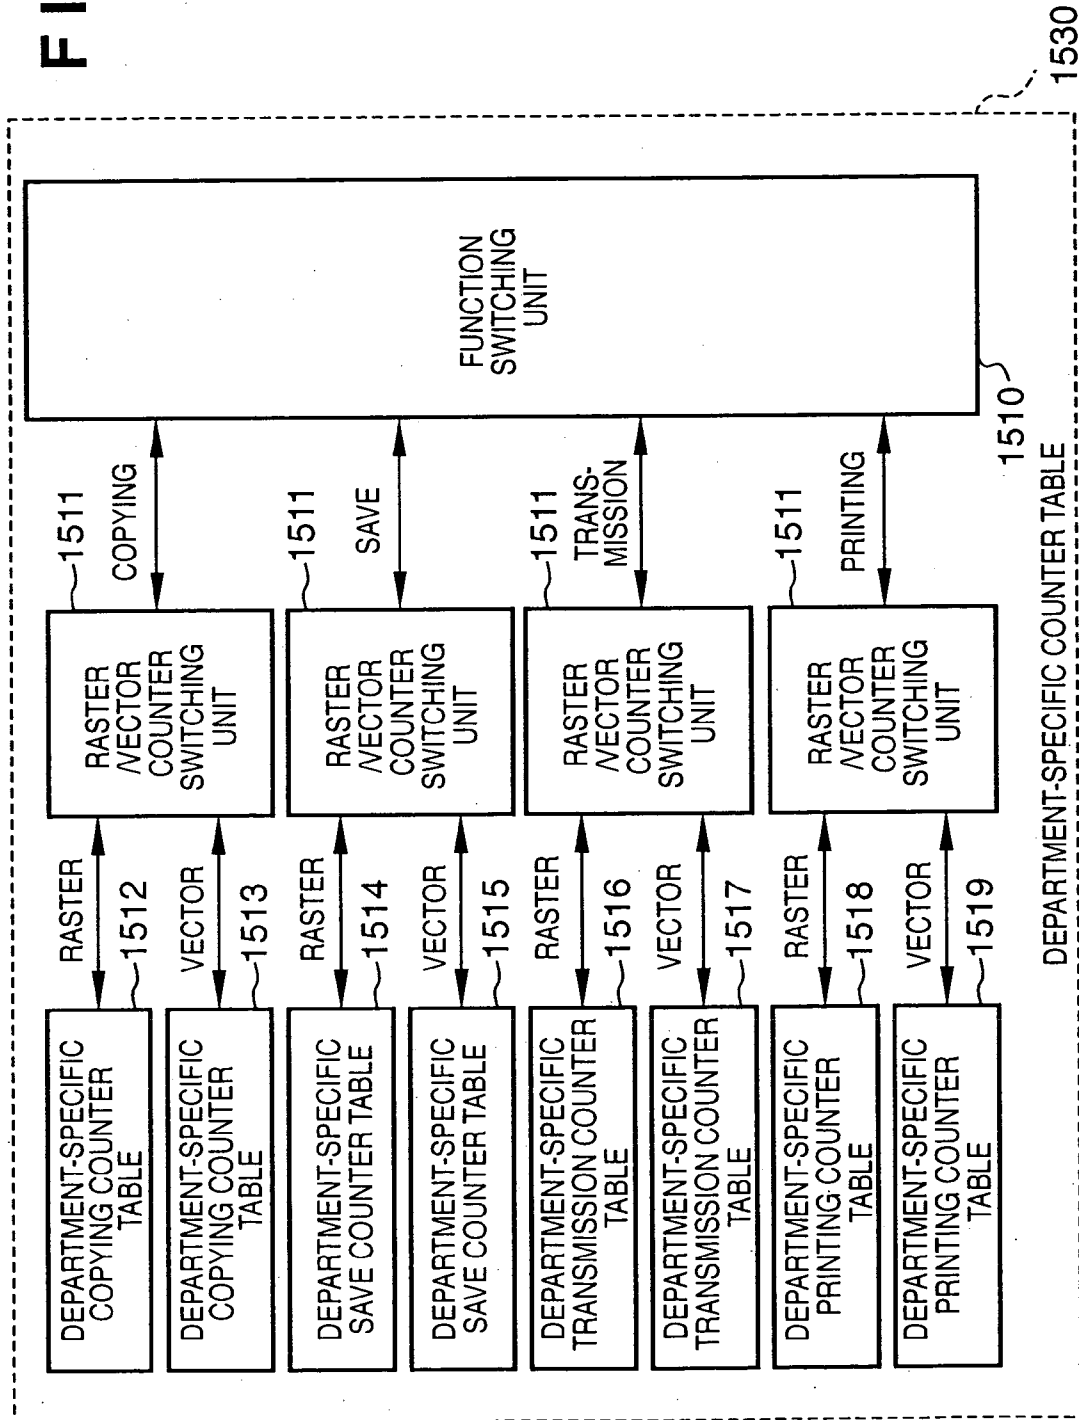 FI
1530
FUNCTION
SWITCHING
UNIT
1510
COPYING
SAVE
TRANS-
MISSION
PRINTING
1511
RASTER
/VECTOR
COUNTER
SWITCHING
UNIT
1511
RASTER
/VECTOR
COUNTER
SWITCHING
UNIT
1511
RASTER
/VECTOR
COUNTER
SWITCHING
UNIT
1511
RASTER
/VECTOR
COUNTER
SWITCHING
UNIT
RASTER
1512
VECTOR
1513
RASTER
1514
VECTOR
1515
RASTER
1516
VECTOR
1517
RASTER
1518
VECTOR
1519
DEPARTMENT-SPECIFIC
COPYING COUNTER
TABLE
DEPARTMENT-SPECIFIC
COPYING COUNTER
TABLE
DEPARTMENT-SPECIFIC
SAVE COUNTER TABLE
DEPARTMENT-SPECIFIC
SAVE COUNTER TABLE
DEPARTMENT-SPECIFIC
TRANSMISSION COUNTER
TABLE
DEPARTMENT-SPECIFIC
TRANSMISSION COUNTER
TABLE
DEPARTMENT-SPECIFIC
PRINTING COUNTER
TABLE
DEPARTMENT-SPECIFIC
PRINTING COUNTER
TABLE
DEPARTMENT-SPECIFIC COUNTER TABLE